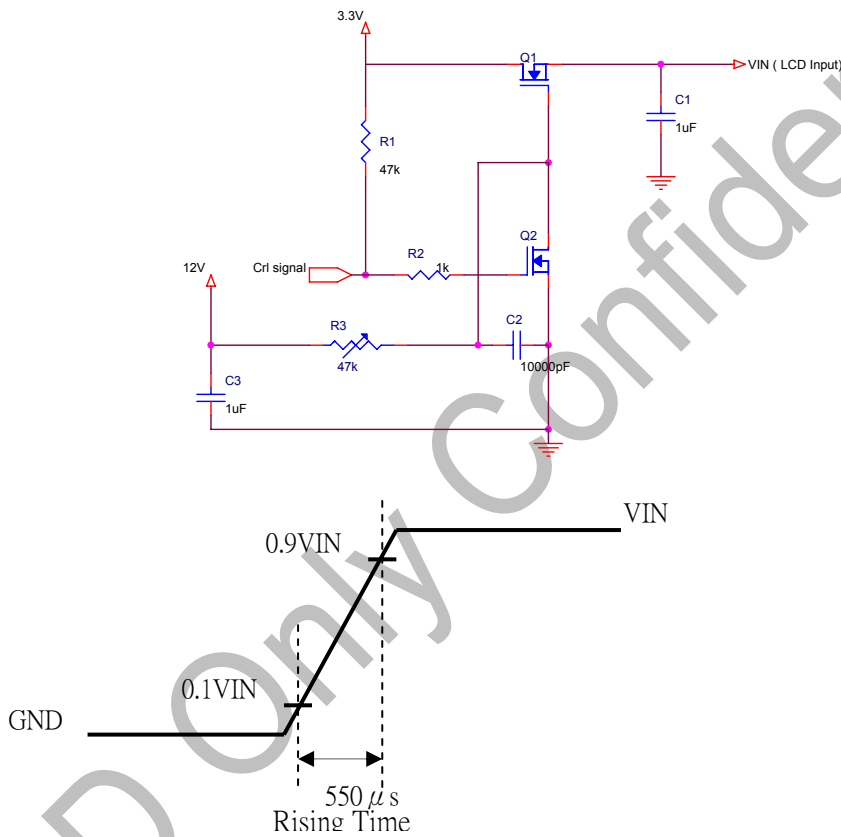 3.3V
Q1
VIN ( LCD Input)
C1
1uF
R1
47k
Q2
R2
1k
Crl signal
12V
R3
47k
C2
10000pF
C3
1uF
D Only Confiden
VIN
0.9VIN
0.1VIN
GND
550 μ s
Rising Time